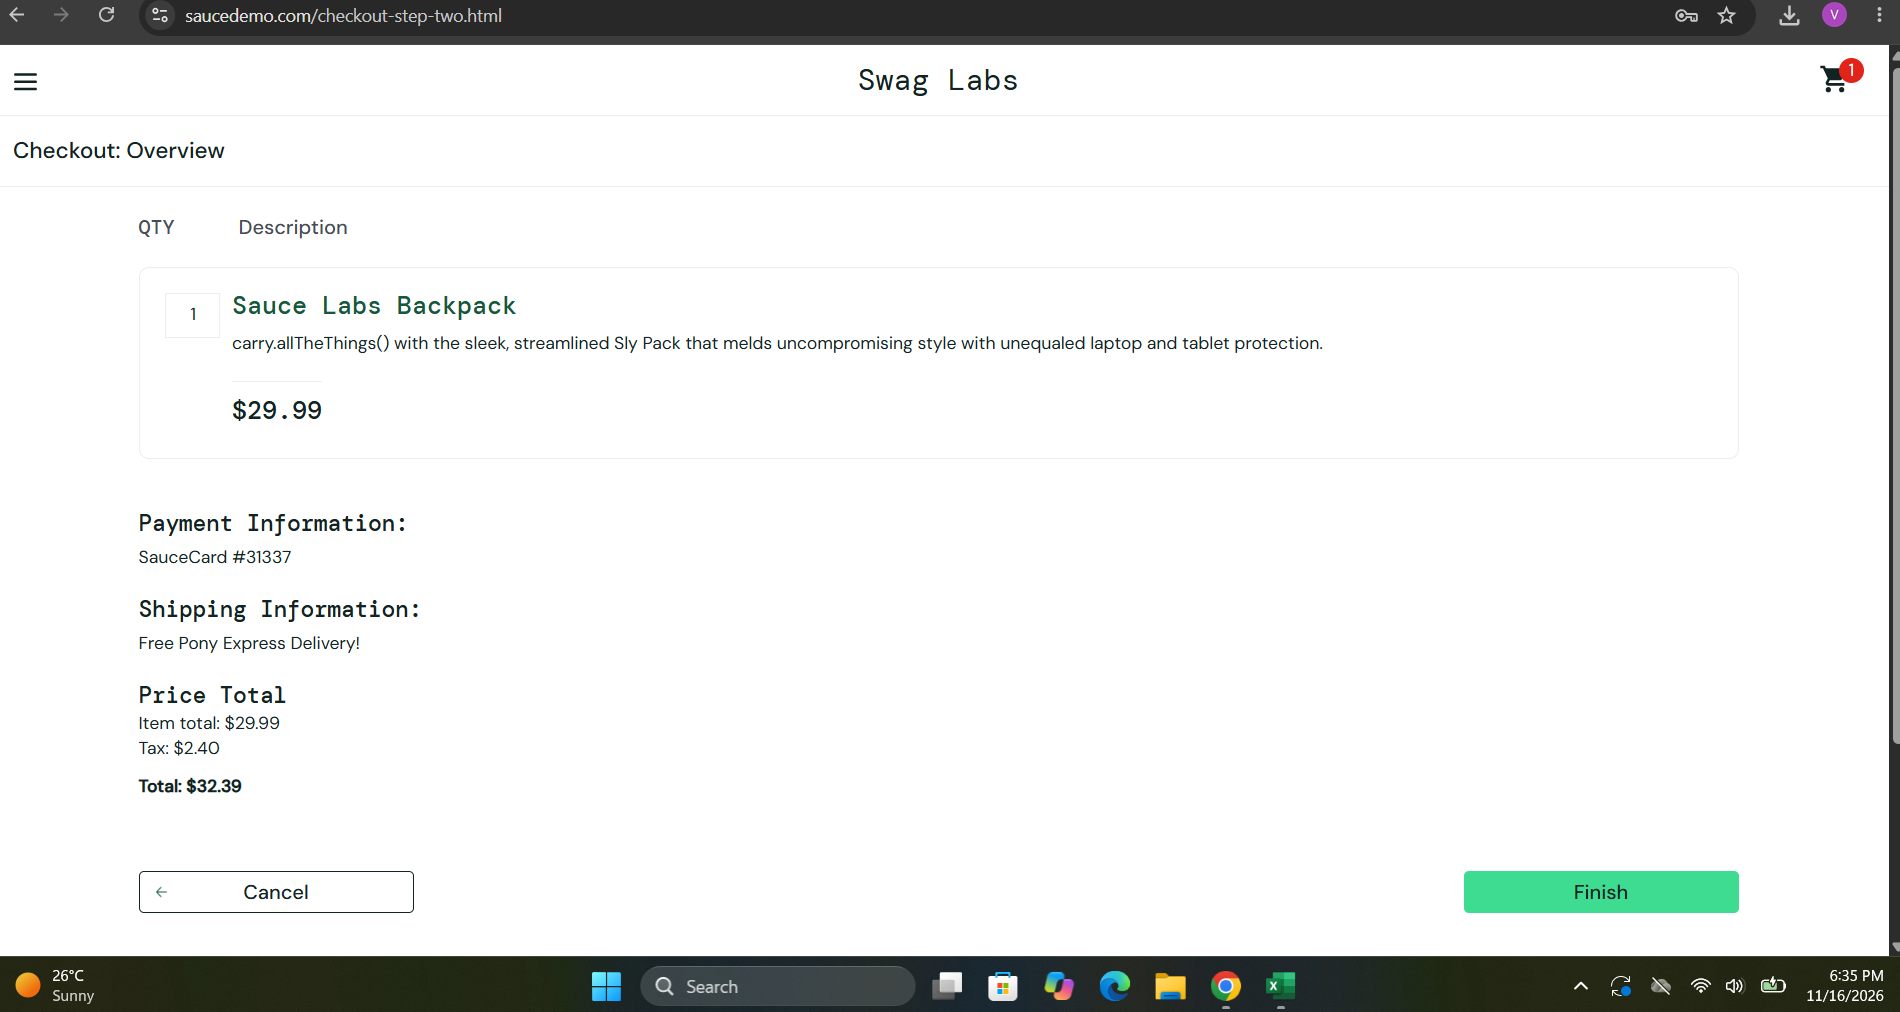 saucedemo.com/checkout-step-two.html
V
Swag Labs
1
Checkout: Overview
QTY Description
1
Sauce Labs Backpack
carry.allTheThings() with the sleek, streamlined Sly Pack that melds uncompromising style with unequaled laptop and tablet protection.
$29.99
Payment Information:
SauceCard #31337
Shipping Information:
Free Pony Express Delivery!
Price Total
Item total: $29.99
Tax: $2.40
Total: $32.39
Cancel
Finish
26°C
Sunny
Search
6:35 PM
11/16/2026